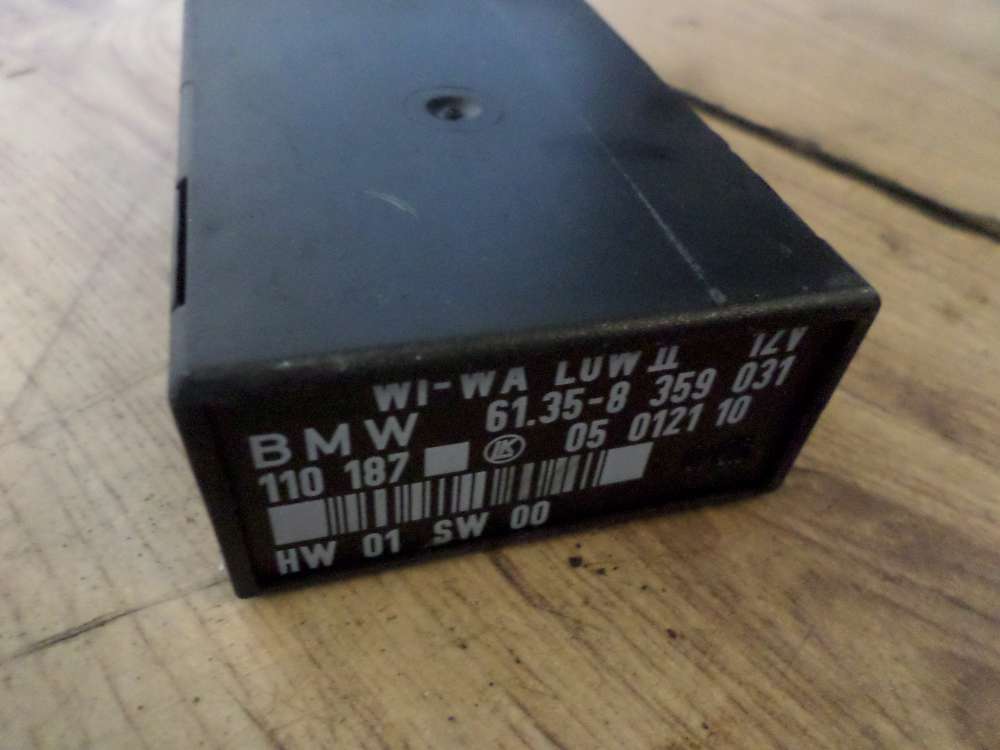 WI-WA LOW II 12V
BMW 61.35-8 359 031
110 187 LK 05 0121 10
HW 01 SW 00